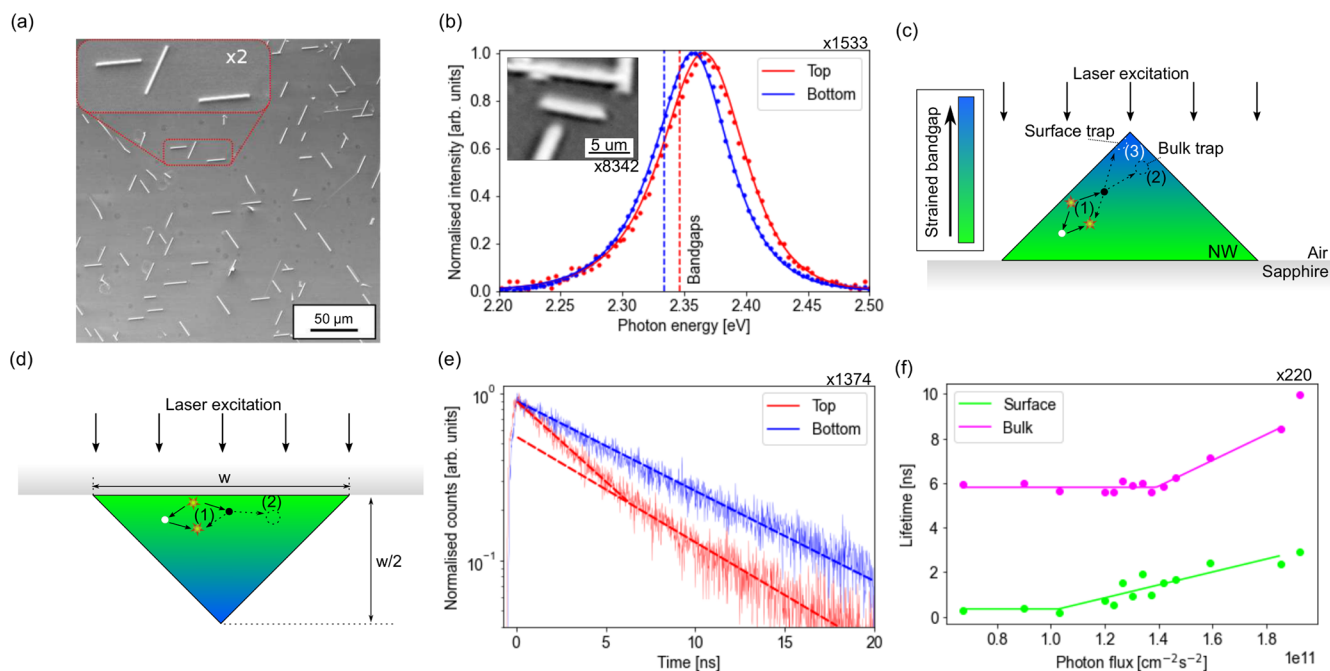 (a)
x2
50 µm
(b)
x1533
Normalised intensity [arb. units]
1.0
0.8
0.6
0.4
0.2
0.0
5 um
x8342
Top
Bottom
Bandgaps
2.20
2.25
2.30
2.35
2.40
2.45
2.50
Photon energy [eV]
(c)
Laser excitation
Strained bandgap
Surface trap
Bulk trap
(3)
(2)
(1)
NW
Air
Sapphire
(d)
Laser excitation
w
(2)
(1)
w/2
(e)
x1374
Normalised counts [arb. units]
10⁰
10⁻¹
Top
Bottom
0
5
10
15
20
Time [ns]
(f)
x220
Lifetime [ns]
10
8
6
4
2
0
Surface
Bulk
0.8
1.0
1.2
1.4
1.6
1.8
1e11
Photon flux [cm⁻²s⁻²]